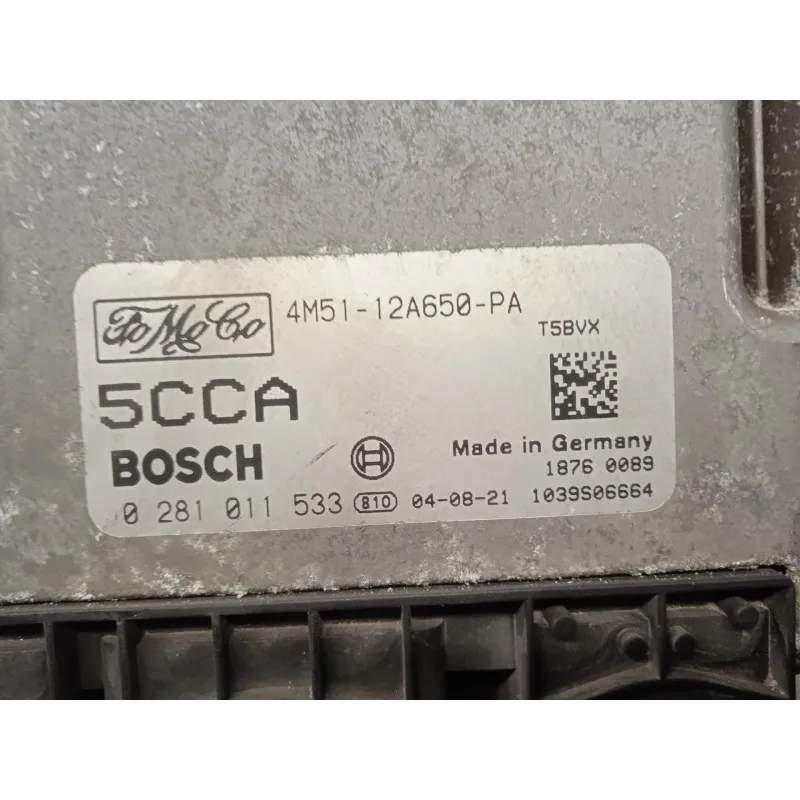 FoMoCo 4M51-12A650-PA
T5BVX
5CCA
BOSCH Made in Germany
1876 0089
0 281 011 533 810 04-08-21 1039S06664